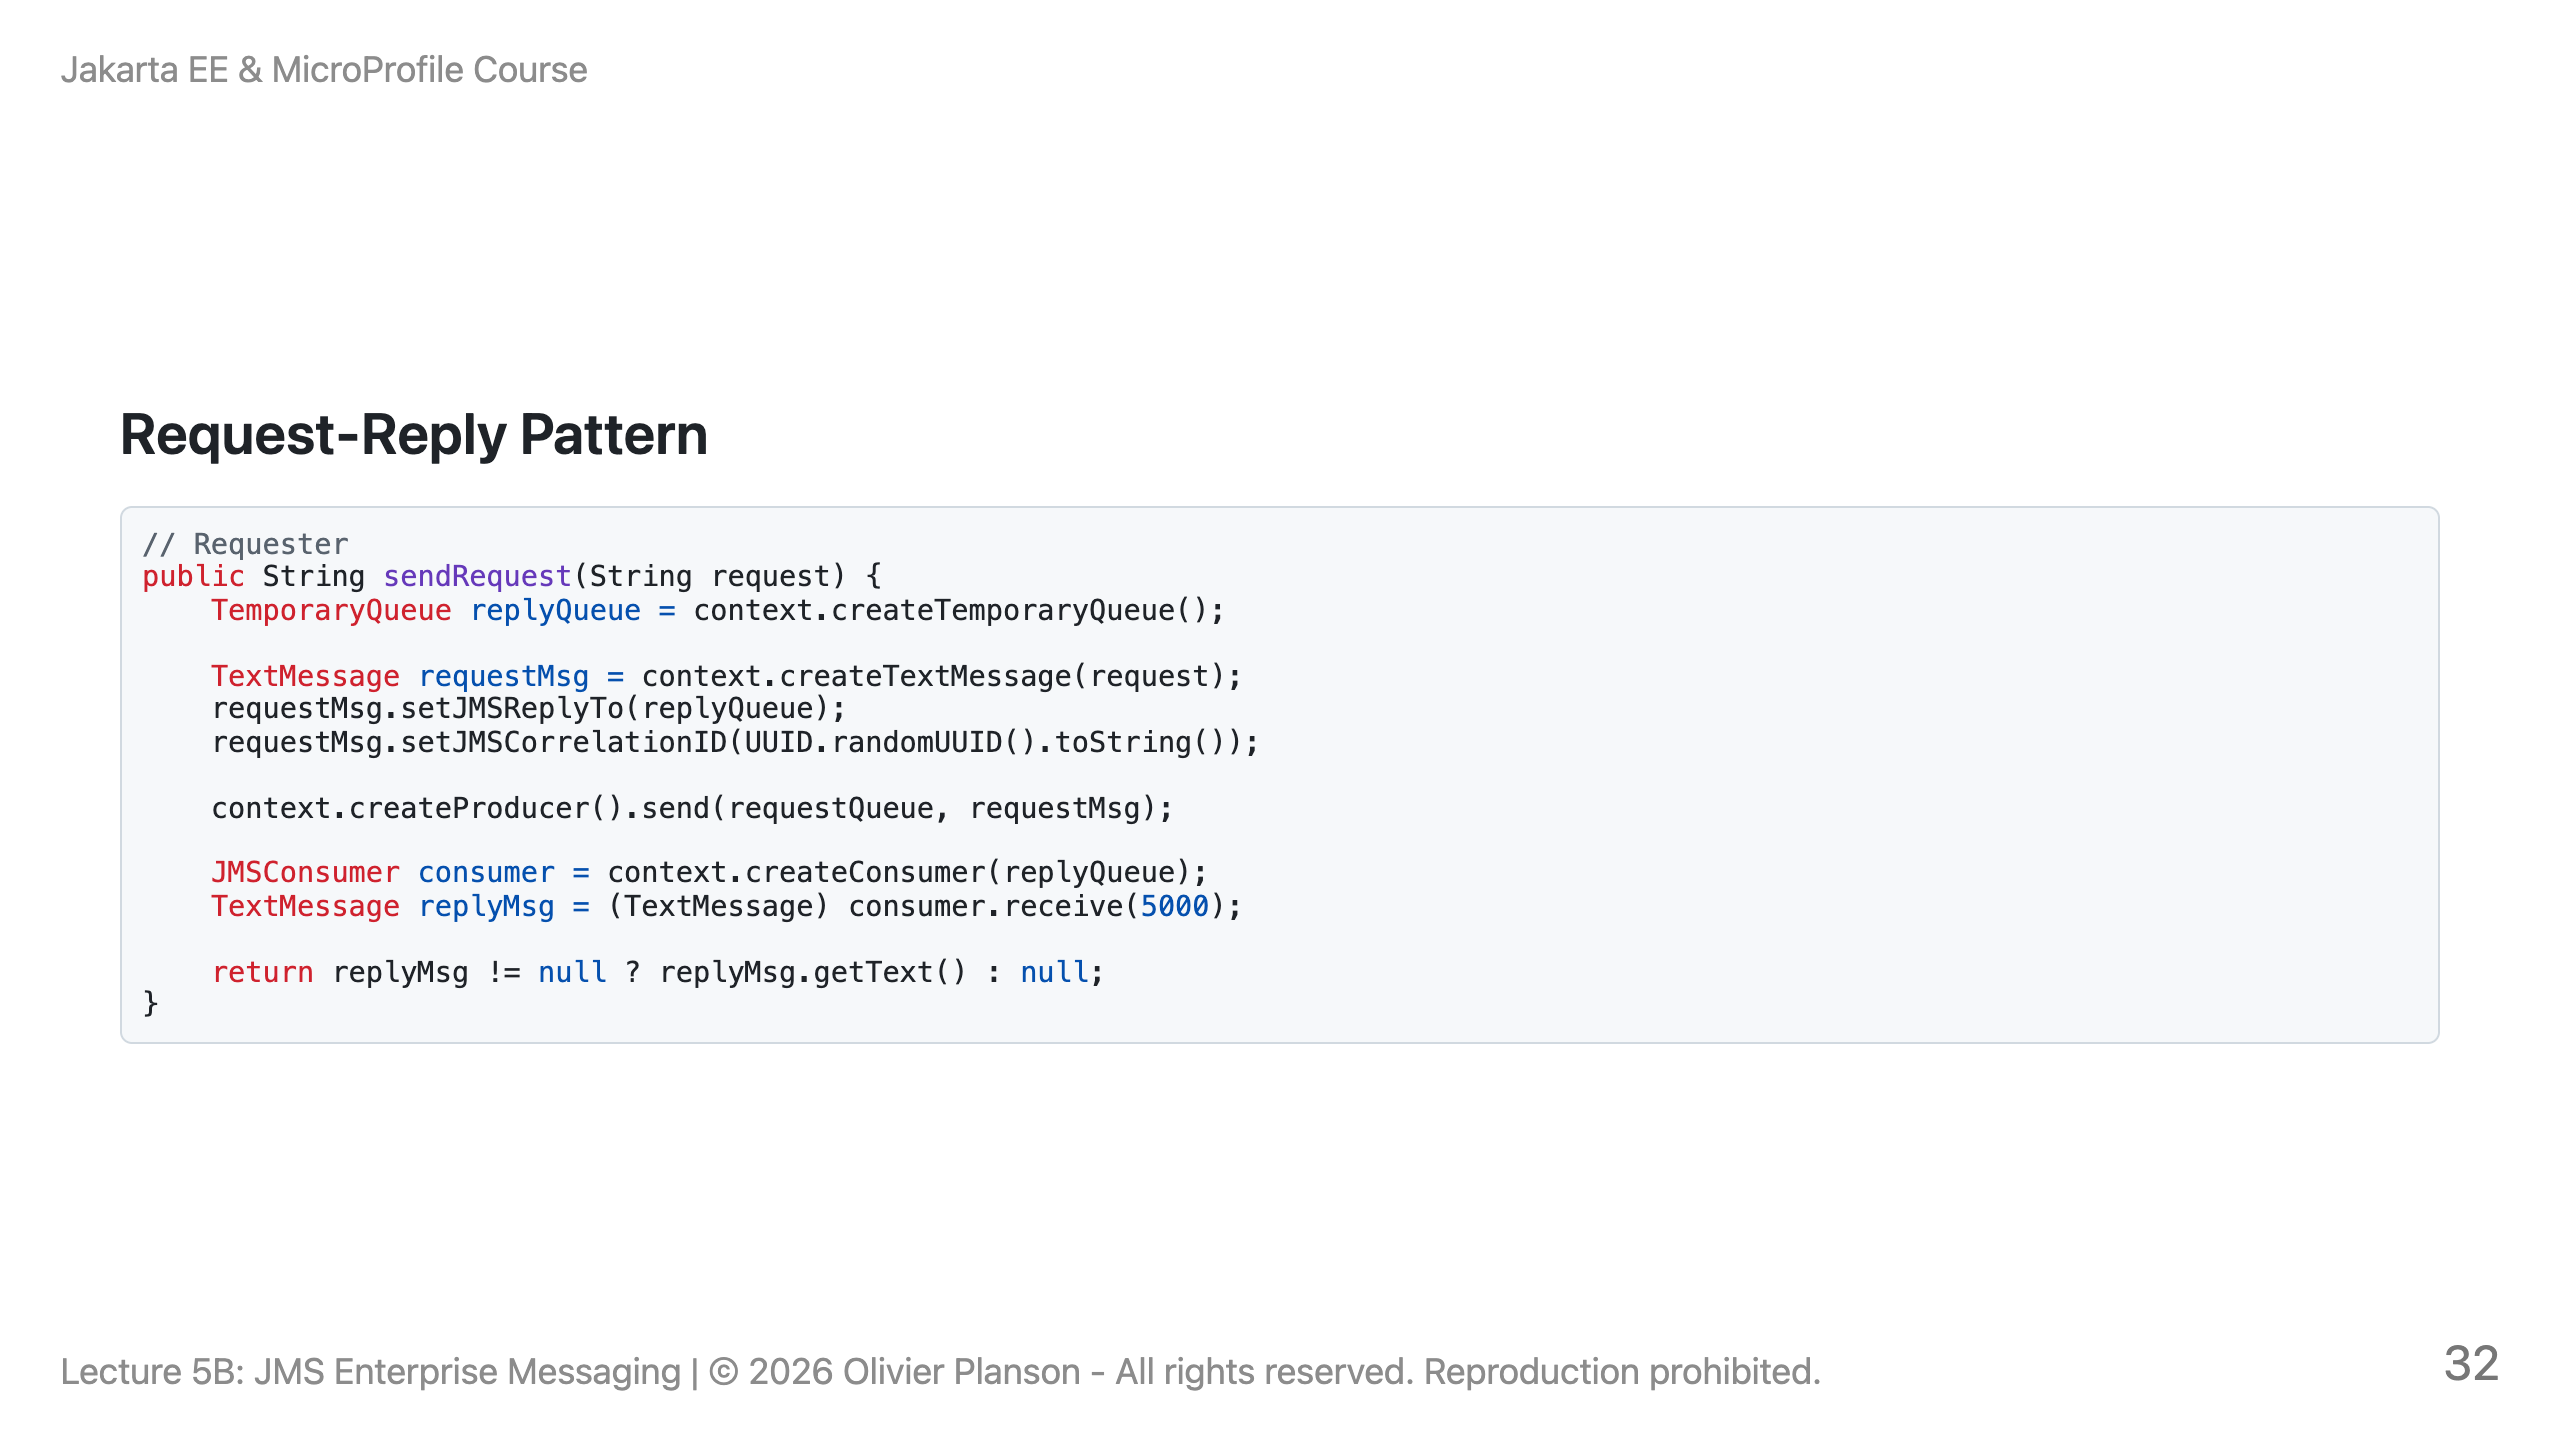 Jakarta EE & MicroProfile Course
Request-Reply Pattern
// Requester
public String sendRequest(String request) {
    TemporaryQueue replyQueue = context.createTemporaryQueue();

    TextMessage requestMsg = context.createTextMessage(request);
    requestMsg.setJMSReplyTo(replyQueue);
    requestMsg.setJMSCorrelationID(UUID.randomUUID().toString());

    context.createProducer().send(requestQueue, requestMsg);

    JMSConsumer consumer = context.createConsumer(replyQueue);
    TextMessage replyMsg = (TextMessage) consumer.receive(5000);

    return replyMsg != null ? replyMsg.getText() : null;
}
Lecture 5B: JMS Enterprise Messaging | © 2026 Olivier Planson - All rights reserved. Reproduction prohibited.
32